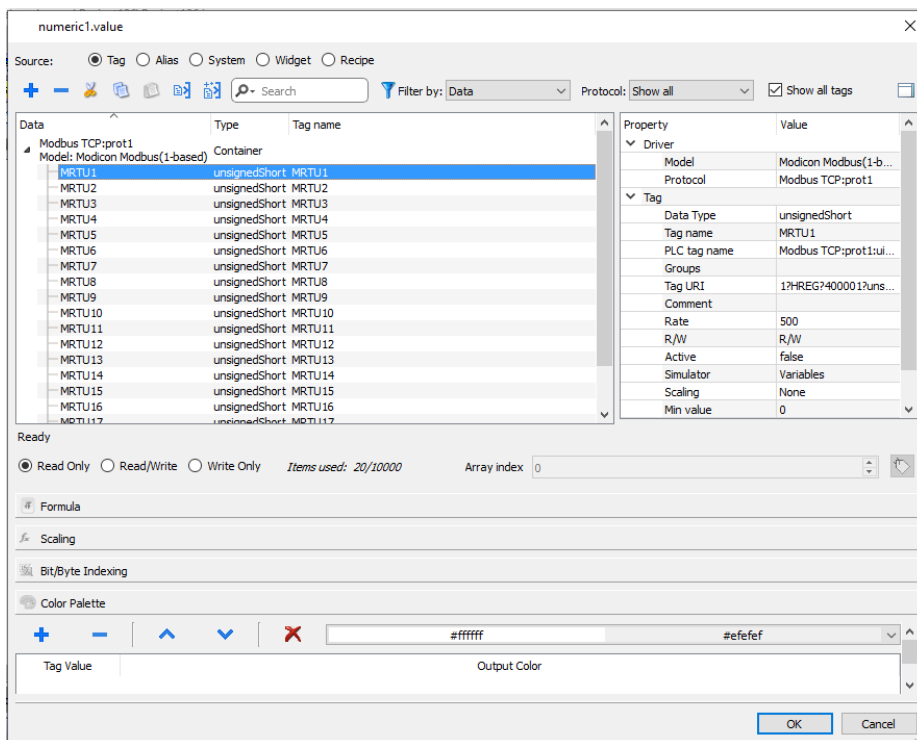 numeric1.value
Source: Tag Alias System Widget Recipe
Search Filter by: Data Protocol: Show all Show all tags
Data Type Tag name
Modbus TCP:prot1
Model: Modicon Modbus(1-based) Container
MRTU1 unsignedShort MRTU1
MRTU2 unsignedShort MRTU2
MRTU3 unsignedShort MRTU3
MRTU4 unsignedShort MRTU4
MRTU5 unsignedShort MRTU5
MRTU6 unsignedShort MRTU6
MRTU7 unsignedShort MRTU7
MRTU8 unsignedShort MRTU8
MRTU9 unsignedShort MRTU9
MRTU10 unsignedShort MRTU10
MRTU11 unsignedShort MRTU11
MRTU12 unsignedShort MRTU12
MRTU13 unsignedShort MRTU13
MRTU14 unsignedShort MRTU14
MRTU15 unsignedShort MRTU15
MRTU16 unsignedShort MRTU16
MRTU17 unsignedShort MRTU17
Property Value
Driver
Model Modicon Modbus(1-b...
Protocol Modbus TCP:prot1
Tag
Data Type unsignedShort
Tag name MRTU1
PLC tag name Modbus TCP:prot1:ui...
Groups
Tag URI 1?HREG?400001?uns...
Comment
Rate 500
R/W R/W
Active false
Simulator Variables
Scaling None
Min value 0
Ready
Read Only Read/Write Write Only Items used: 20/10000 Array index 0
Formula
Scaling
Bit/Byte Indexing
Color Palette
#ffffff #efefef
Tag Value Output Color
OK Cancel